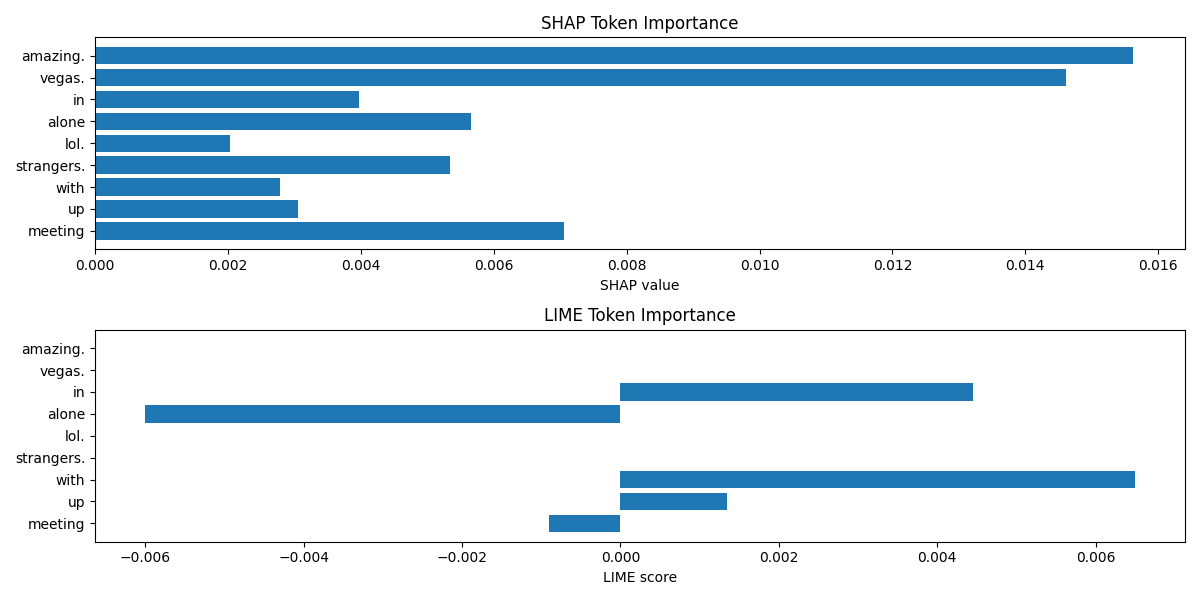 SHAP Token Importance
amazing.
vegas.
in
alone
lol.
strangers.
with
up
meeting
0.000 0.002 0.004 0.006 0.008 0.010 0.012 0.014 0.016
SHAP value
LIME Token Importance
amazing.
vegas.
in
alone
lol.
strangers.
with
up
meeting
−0.006 −0.004 −0.002 0.000 0.002 0.004 0.006
LIME score